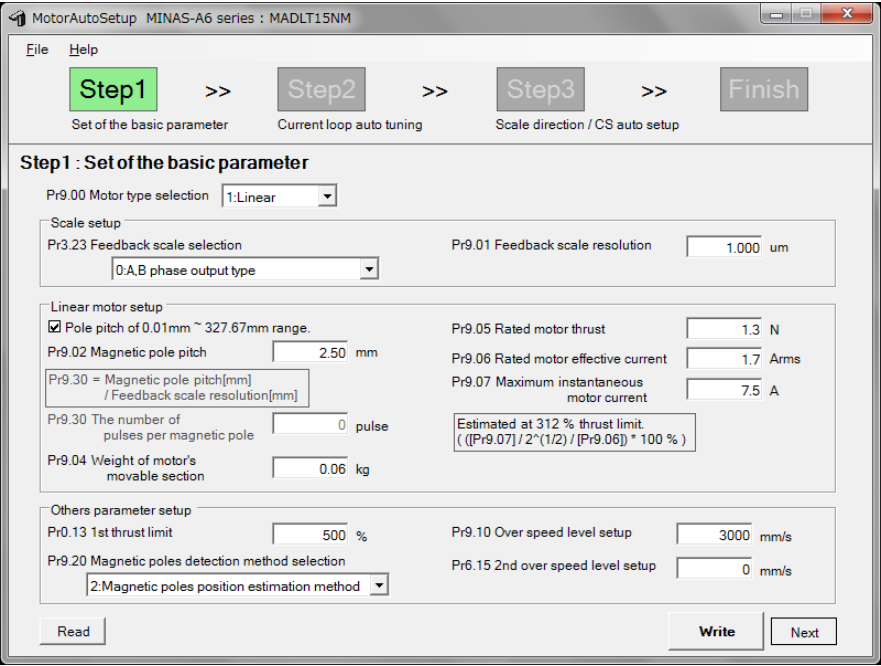 MotorAutoSetup MINAS-A6 series : MADLT15NM
File Help
Step1 >> Step2 >> Step3 >> Finish
Set of the basic parameter Current loop auto tuning Scale direction / CS auto setup
Step1 : Set of the basic parameter
Pr9.00 Motor type selection 1:Linear
Scale setup
Pr3.23 Feedback scale selection
0:A,B phase output type
Pr9.01 Feedback scale resolution 1.000 um
Linear motor setup
Pole pitch of 0.01mm ~ 327.67mm range.
Pr9.02 Magnetic pole pitch 2.50 mm
Pr9.30 = Magnetic pole pitch[mm]
/ Feedback scale resolution[mm]
Pr9.30 The number of
pulses per magnetic pole 0 pulse
Pr9.04 Weight of motor's
movable section 0.06 kg
Pr9.05 Rated motor thrust 1.3 N
Pr9.06 Rated motor effective current 1.7 Arms
Pr9.07 Maximum instantaneous
motor current 7.5 A
Estimated at 312 % thrust limit.
( ([Pr9.07] / 2^(1/2) / [Pr9.06]) * 100 % )
Others parameter setup
Pr0.13 1st thrust limit 500 %
Pr9.20 Magnetic poles detection method selection
2:Magnetic poles position estimation method
Pr9.10 Over speed level setup 3000 mm/s
Pr6.15 2nd over speed level setup 0 mm/s
Read Write Next